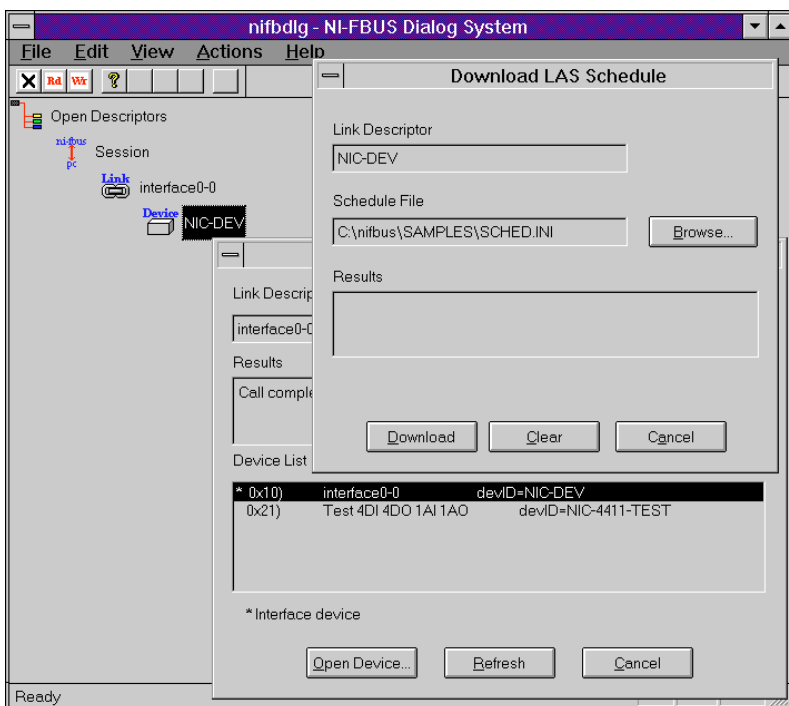 nifbdlg - NI-FBUS Dialog System
File Edit View Actions Help
Rd Wr ?
Download LAS Schedule
Open Descriptors
ni-fbus
pc
Session
Link
interface0-0
Device
NIC-DEV
Link Descriptor
NIC-DEV
Schedule File
C:\nifbus\SAMPLES\SCHED.INI
Browse...
Results
Download
Clear
Cancel
Link Descrip
interface0-0
Results
Call comple
Device List
* 0x10) interface0-0 devID=NIC-DEV
0x21) Test 4DI 4DO 1AI 1AO devID=NIC-4411-TEST
* Interface device
Open Device...
Refresh
Cancel
Ready